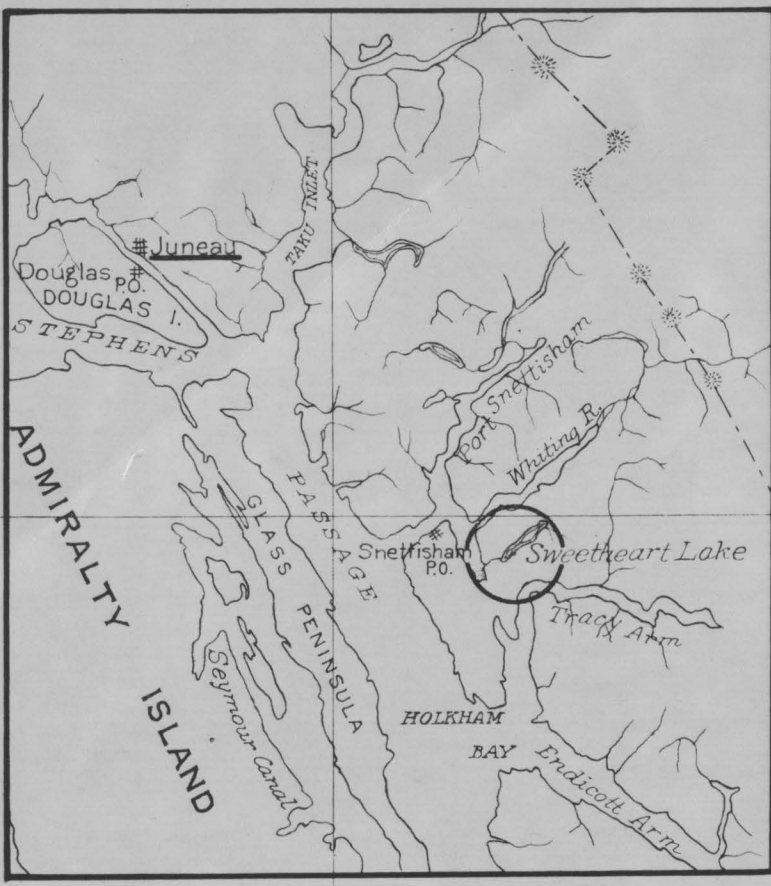 TAKU INLET
Juneau
Douglas
P.O.
DOUGLAS I.
STEPHENS
PASSAGE
Port Snettisham
Whiting R.
ADMIRALTY
ISLAND
GLASS
PENINSULA
Snettisham
P.O.
Sweetheart Lake
Tracy Arm
Seymour Canal
HOLKHAM
BAY
Endicott Arm